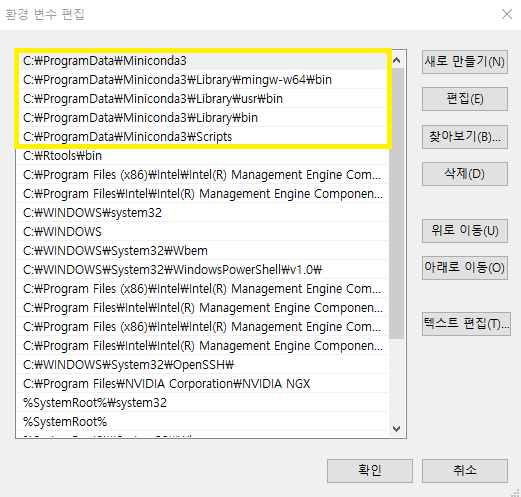 환경 변수 편집
C:₩ProgramData₩Miniconda3
C:₩ProgramData₩Miniconda3₩Library₩mingw-w64₩bin
C:₩ProgramData₩Miniconda3₩Library₩usr₩bin
C:₩ProgramData₩Miniconda3₩Library₩bin
C:₩ProgramData₩Miniconda3₩Scripts
C:₩Rtools₩bin
C:₩Program Files (x86)₩Intel₩Intel(R) Management Engine Com...
C:₩Program Files₩Intel₩Intel(R) Management Engine Componen...
C:₩WINDOWS₩system32
C:₩WINDOWS
C:₩WINDOWS₩System32₩Wbem
C:₩WINDOWS₩System32₩WindowsPowerShell₩v1.0₩
C:₩Program Files (x86)₩Intel₩Intel(R) Management Engine Com...
C:₩Program Files₩Intel₩Intel(R) Management Engine Componen...
C:₩Program Files (x86)₩Intel₩Intel(R) Management Engine Com...
C:₩Program Files₩Intel₩Intel(R) Management Engine Componen...
C:₩WINDOWS₩System32₩OpenSSH₩
C:₩Program Files₩NVIDIA Corporation₩NVIDIA NGX
%SystemRoot%₩system32
%SystemRoot%
새로 만들기(N)
편집(E)
찾아보기(B)...
삭제(D)
위로 이동(U)
아래로 이동(O)
텍스트 편집(T)...
확인
취소